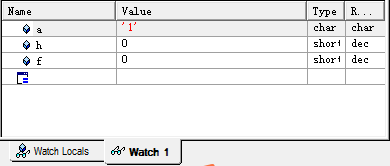 Name Value Type R...
a '1' char char
h 0 short dec
f 0 short dec
Watch Locals Watch 1